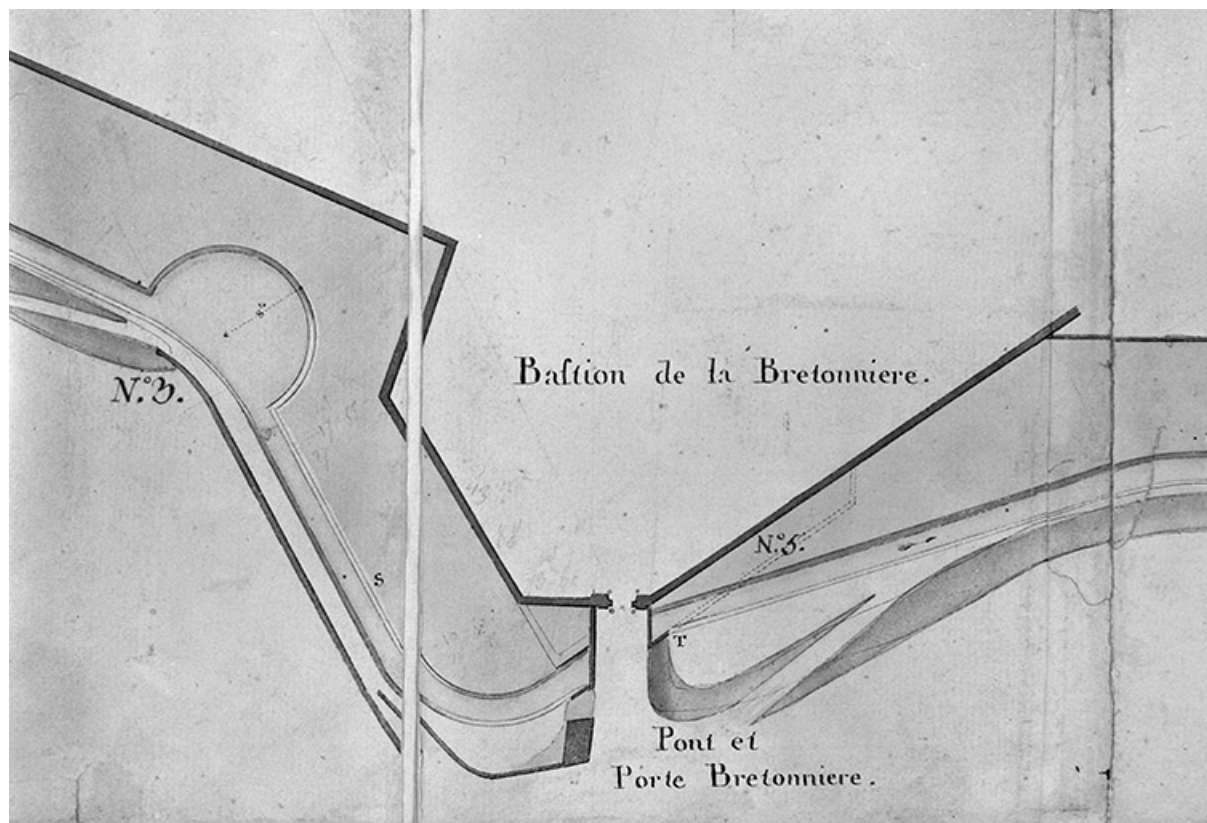 Baſtion de la Bretonniere.
N.º 3.
N.º 5.
S
T
Pont et
Porte Bretonniere.